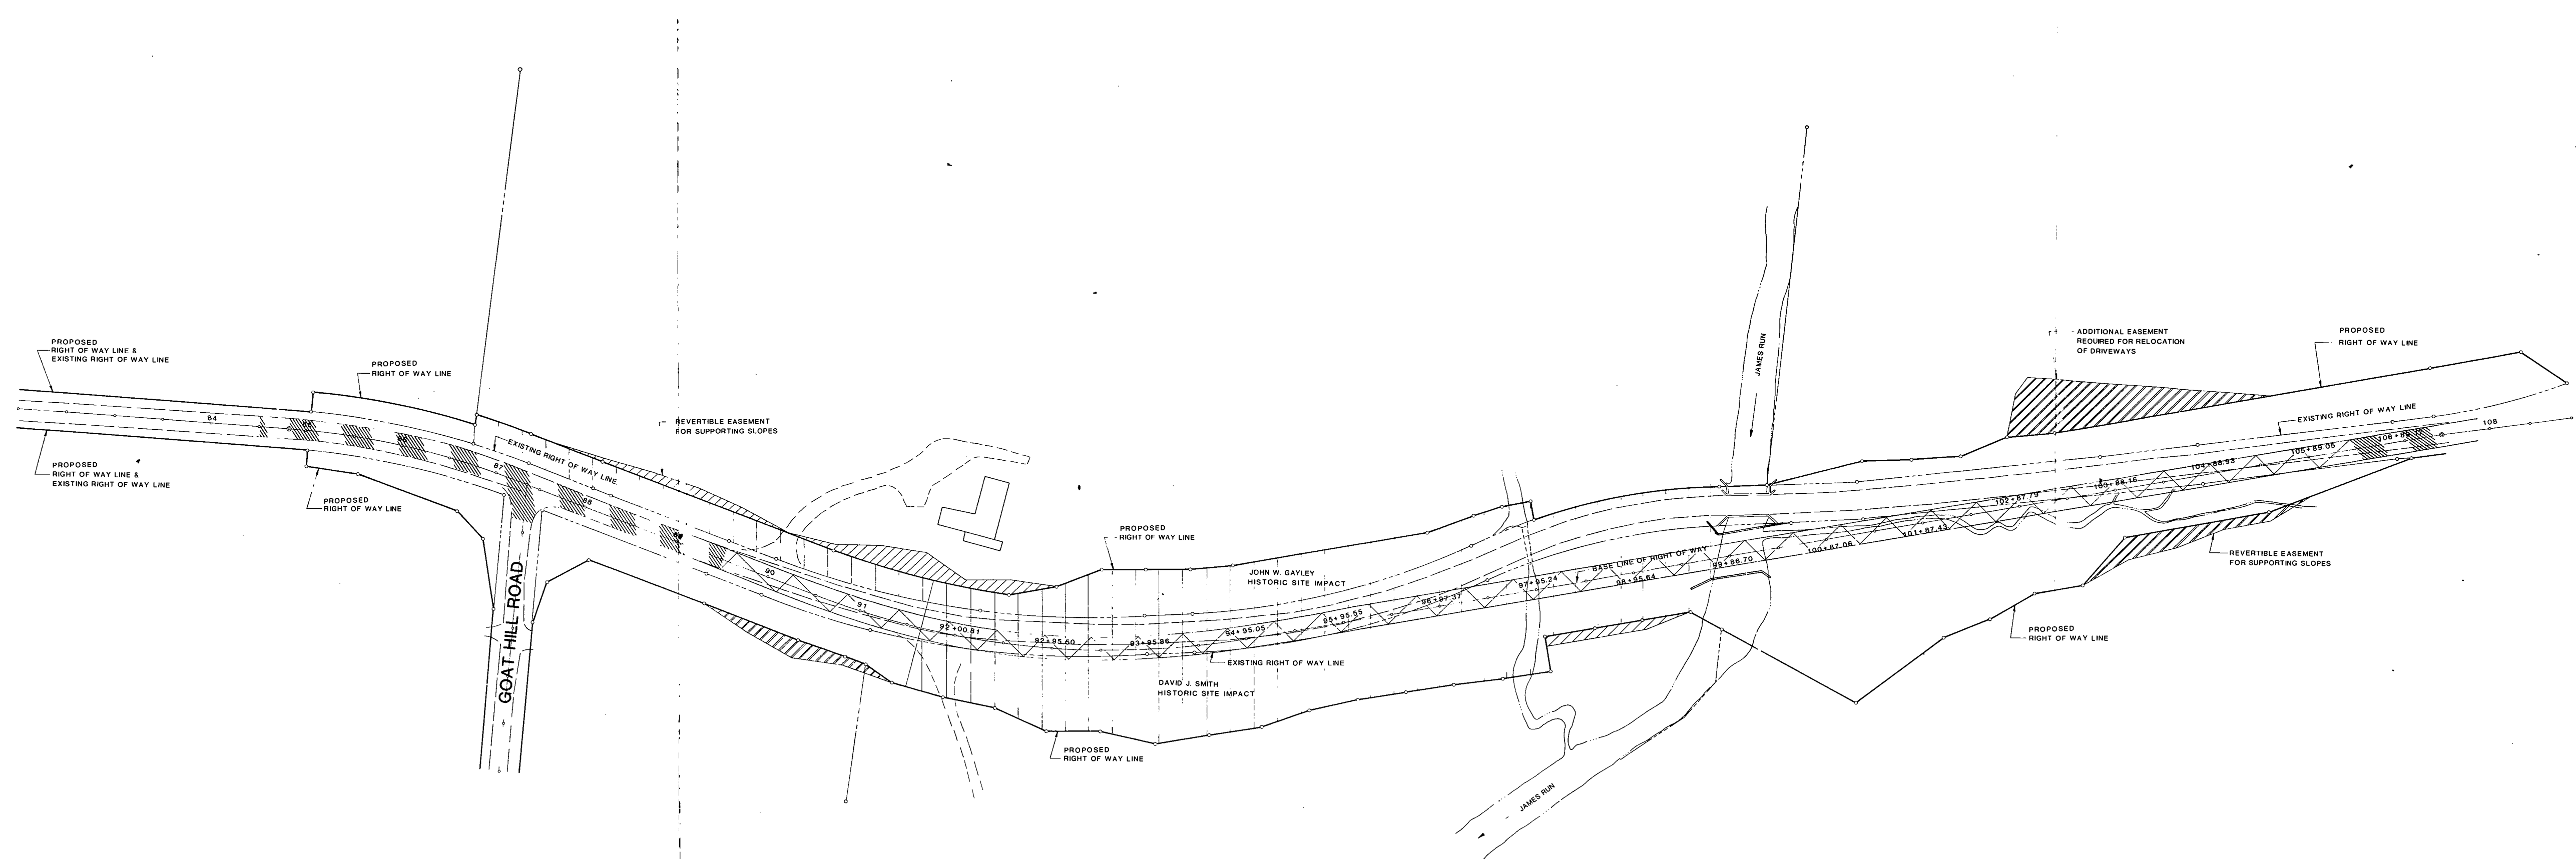 PROPOSED
RIGHT OF WAY LINE &
EXISTING RIGHT OF WAY LINE
PROPOSED
RIGHT OF WAY LINE
84
PROPOSED
RIGHT OF WAY LINE &
EXISTING RIGHT OF WAY LINE
PROPOSED
RIGHT OF WAY LINE
87
EXISTING RIGHT OF WAY LINE
88
GOAT HILL ROAD
REVERTIBLE EASEMENT
FOR SUPPORTING SLOPES
90
91
92+00.81
92+95.60
93+95.86
94+95.05
95+95.55
96+97.37
97+95.24
98+95.64
99+86.70
100+87.06
101+87.43
102+87.79
103+88.16
104+88.93
105+89.05
108
PROPOSED
RIGHT OF WAY LINE
JOHN W. GAYLEY
HISTORIC SITE IMPACT
EXISTING RIGHT OF WAY LINE
DAVID J. SMITH
HISTORIC SITE IMPACT
PROPOSED
RIGHT OF WAY LINE
BASE LINE OF RIGHT OF WAY
JAMES RUN
JAMES RUN
ADDITIONAL EASEMENT
REQUIRED FOR RELOCATION
OF DRIVEWAYS
PROPOSED
RIGHT OF WAY LINE
EXISTING RIGHT OF WAY LINE
REVERTIBLE EASEMENT
FOR SUPPORTING SLOPES
PROPOSED
RIGHT OF WAY LINE